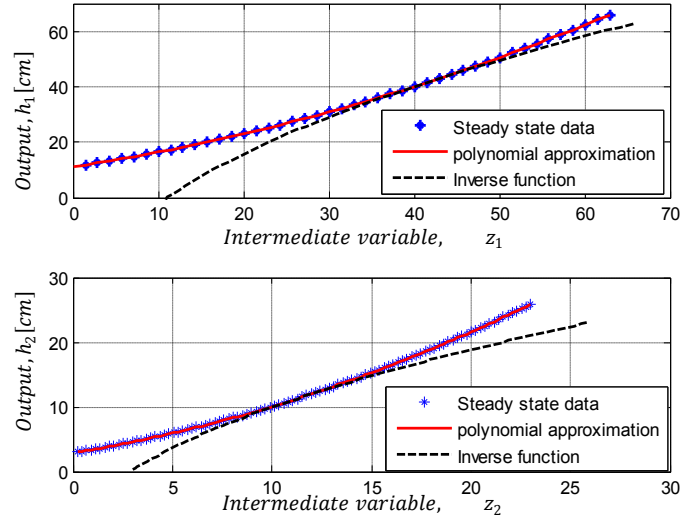 Output, h₁[cm]
60
40
20
0
0 10 20 30 40 50 60 70
Steady state data
polynomial approximation
Inverse function
Intermediate variable, z₁
Output, h₂[cm]
30
20
10
0
0 5 10 15 20 25 30
Steady state data
polynomial approximation
Inverse function
Intermediate variable, z₂